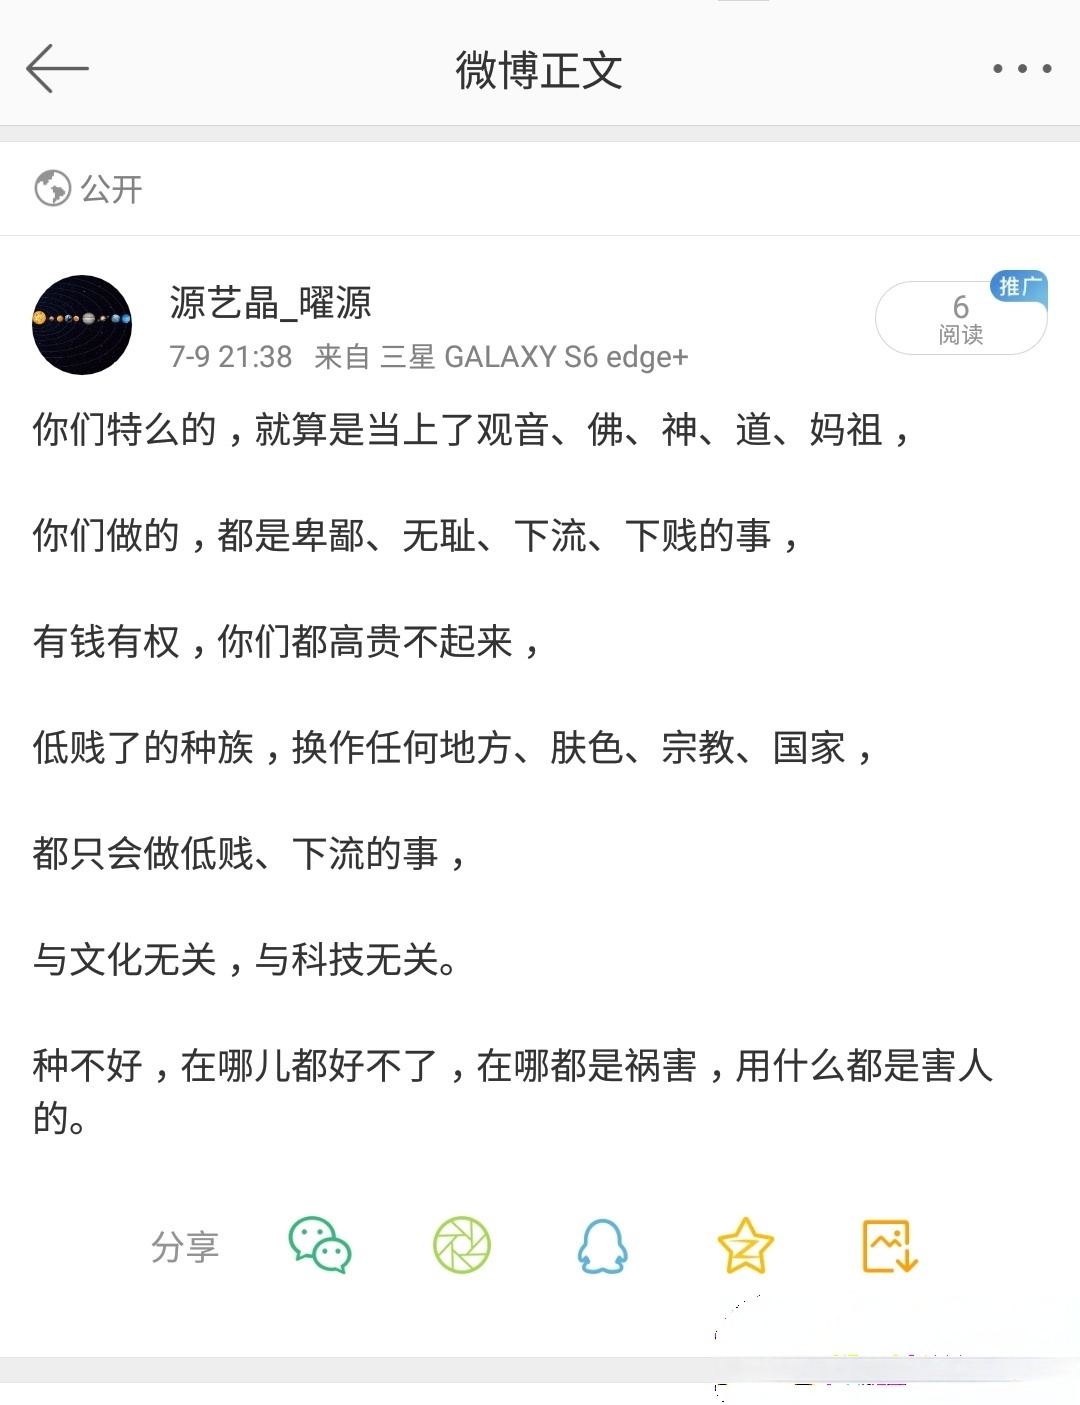 微博正文
公开
源艺晶_曜源
推广
6
阅读
7-9 21:38 来自 三星 GALAXY S6 edge+
你们特么的，就算是当上了观音、佛、神、道、妈祖，
你们做的，都是卑鄙、无耻、下流、下贱的事，
有钱有权，你们都高贵不起来，
低贱了的种族，换作任何地方、肤色、宗教、国家，
都只会做低贱、下流的事，
与文化无关，与科技无关。
种不好，在哪儿都好不了，在哪都是祸害，用什么都是害人
的。
分享